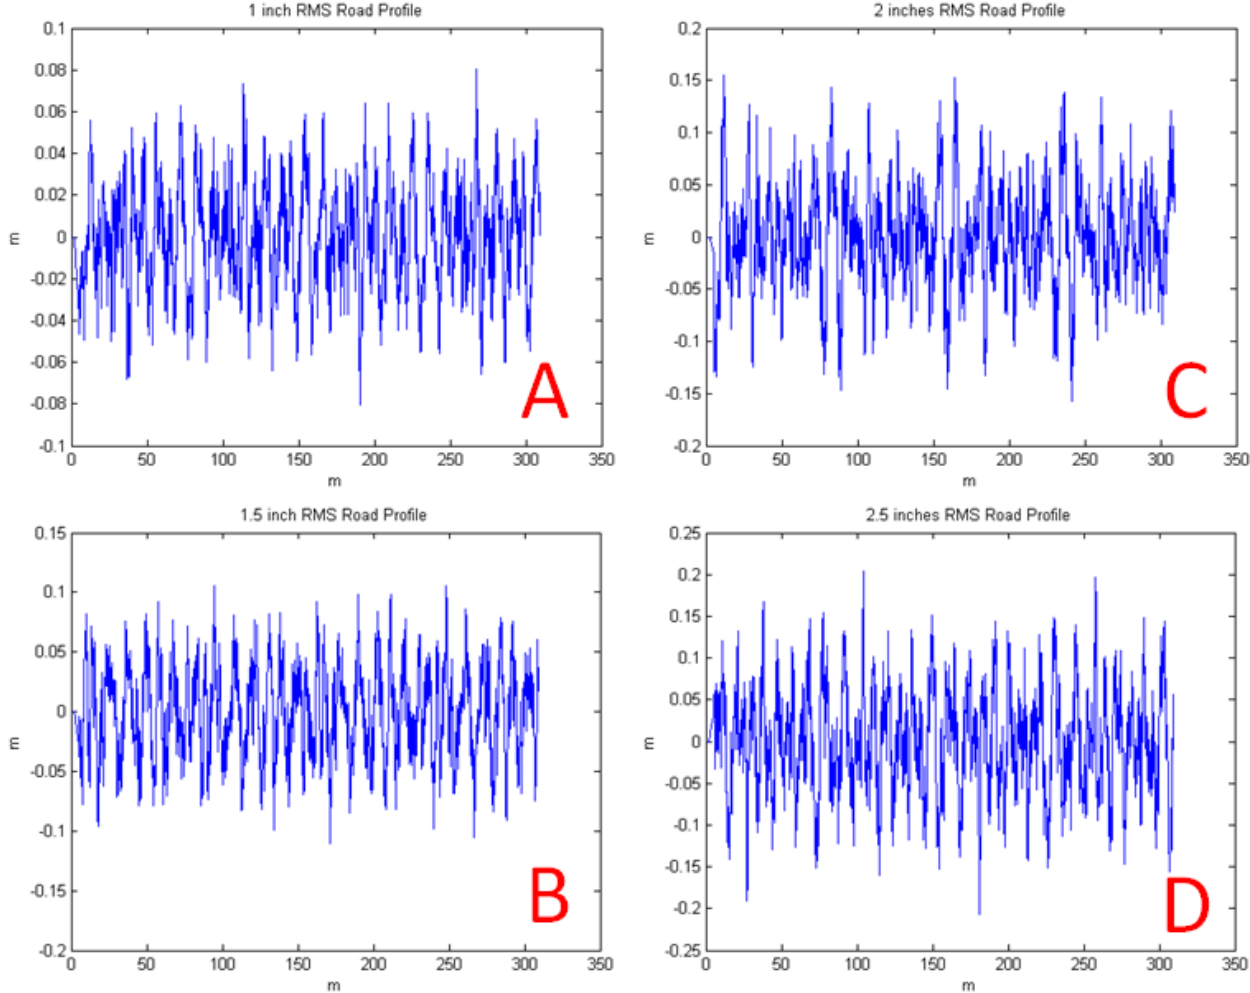 1 inch RMS Road Profile
0.1
0.08
0.06
0.04
0.02
0
-0.02
-0.04
-0.06
-0.08
-0.1
m
0 50 100 150 200 250 300 350
m
A
2 inches RMS Road Profile
0.2
0.15
0.1
0.05
0
-0.05
-0.1
-0.15
-0.2
m
0 50 100 150 200 250 300 350
m
C
1.5 inch RMS Road Profile
0.15
0.1
0.05
0
-0.05
-0.1
-0.15
-0.2
m
0 50 100 150 200 250 300 350
m
B
2.5 inches RMS Road Profile
0.25
0.2
0.15
0.1
0.05
0
-0.05
-0.1
-0.15
-0.2
-0.25
m
0 50 100 150 200 250 300 350
m
D